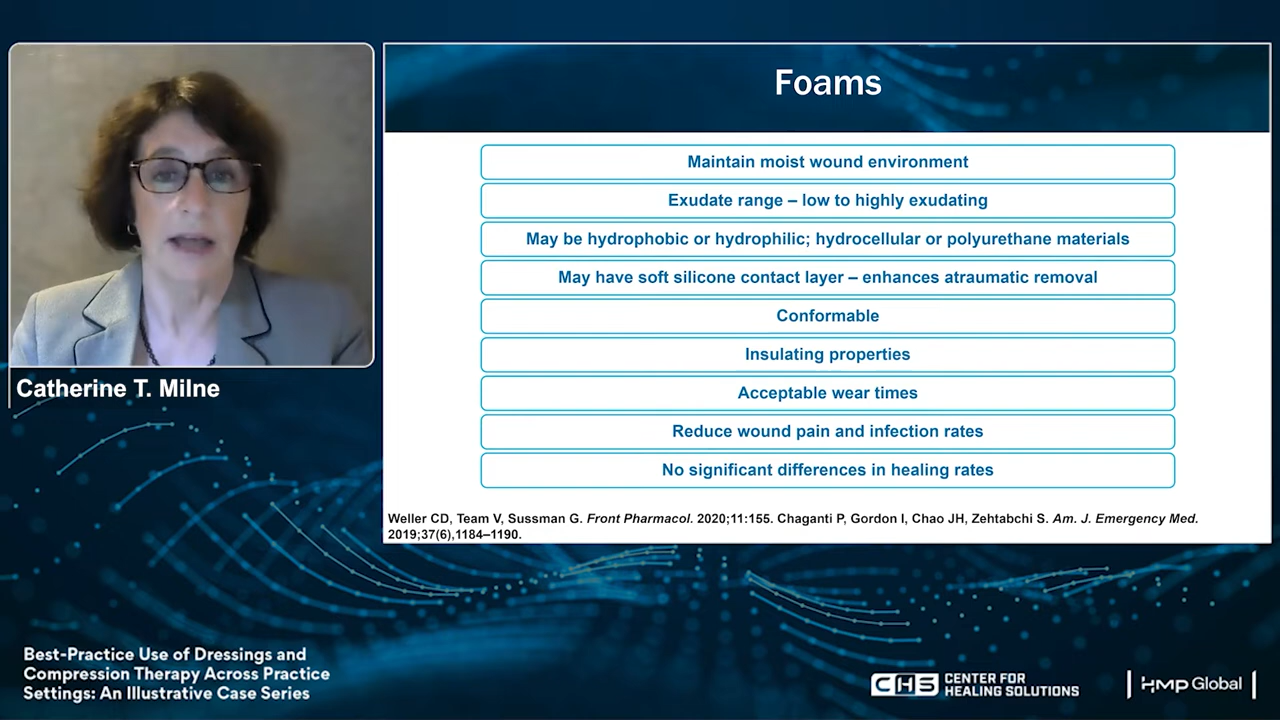 Foams
Maintain moist wound environment
Exudate range – low to highly exudating
May be hydrophobic or hydrophilic; hydrocellular or polyurethane materials
May have soft silicone contact layer – enhances atraumatic removal
Conformable
Insulating properties
Acceptable wear times
Reduce wound pain and infection rates
No significant differences in healing rates
Weller CD, Team V, Sussman G. Front Pharmacol. 2020;11:155. Chaganti P, Gordon I, Chao JH, Zehtabchi S. Am. J. Emergency Med.
2019;37(6),1184–1190.
Catherine T. Milne
Best-Practice Use of Dressings and
Compression Therapy Across Practice
Settings: An Illustrative Case Series
CHS CENTER FOR
HEALING SOLUTIONS
HMP Global